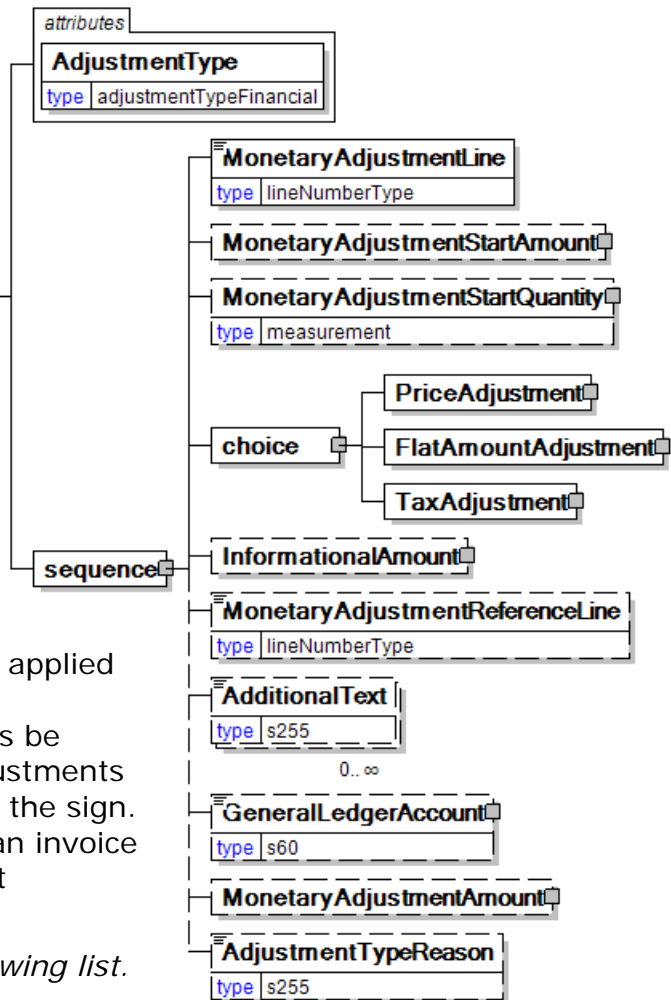 attributes
AdjustmentType
type adjustmentTypeFinancial
MonetaryAdjustmentLine
type lineNumberType
MonetaryAdjustmentStartAmount
MonetaryAdjustmentStartQuantity
type measurement
choice
PriceAdjustment
FlatAmountAdjustment
TaxAdjustment
sequence
InformationalAmount
MonetaryAdjustmentReferenceLine
type lineNumberType
AdditionalText
type s255
0.. ∞
GeneralLedgerAccount
type s60
MonetaryAdjustmentAmount
AdjustmentTypeReason
type s255
applied
s be
ustments
the sign.
an invoice
t
wing list.